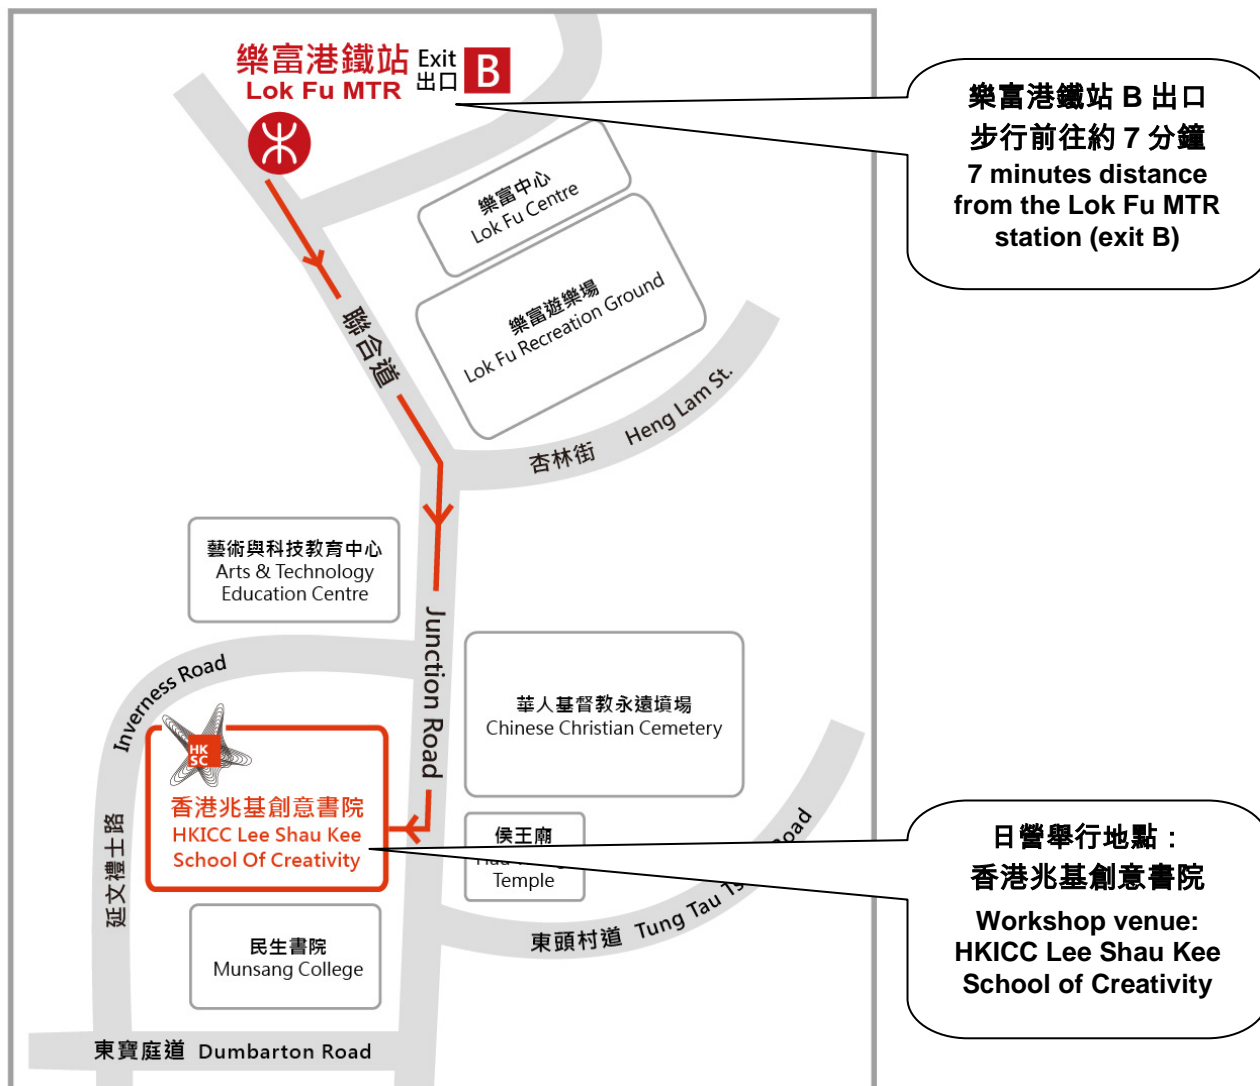 樂富港鐵站
Lok Fu MTR
Exit
出口
B
樂富港鐵站 B 出口
步行前往約 7 分鐘
7 minutes distance
from the Lok Fu MTR
station (exit B)
樂富中心
Lok Fu Centre
樂富遊樂場
Lok Fu Recreation Ground
聯合道
杏林街 Heng Lam St.
藝術與科技教育中心
Arts & Technology
Education Centre
Junction Road
Inverness Road
延文禮士路
華人基督教永遠墳場
Chinese Christian Cemetery
HK
SC
香港兆基創意書院
HKICC Lee Shau Kee
School Of Creativity
侯王廟
Temple
日營舉行地點：
香港兆基創意書院
Workshop venue:
HKICC Lee Shau Kee
School of Creativity
東頭村道 Tung Tau Road
民生書院
Munsang College
東寶庭道 Dumbarton Road